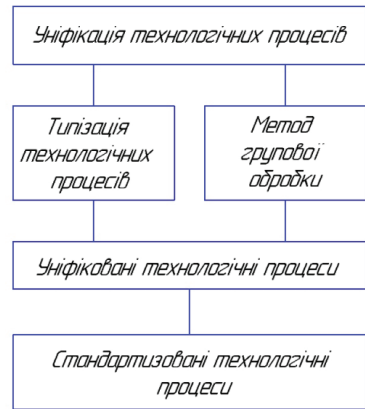 Уніфікація технологічних процесів
Типізація
технологічних
процесів
Метод
групової
обробки
Уніфіковані технологічні процеси
Стандартизовані технологічні
процеси